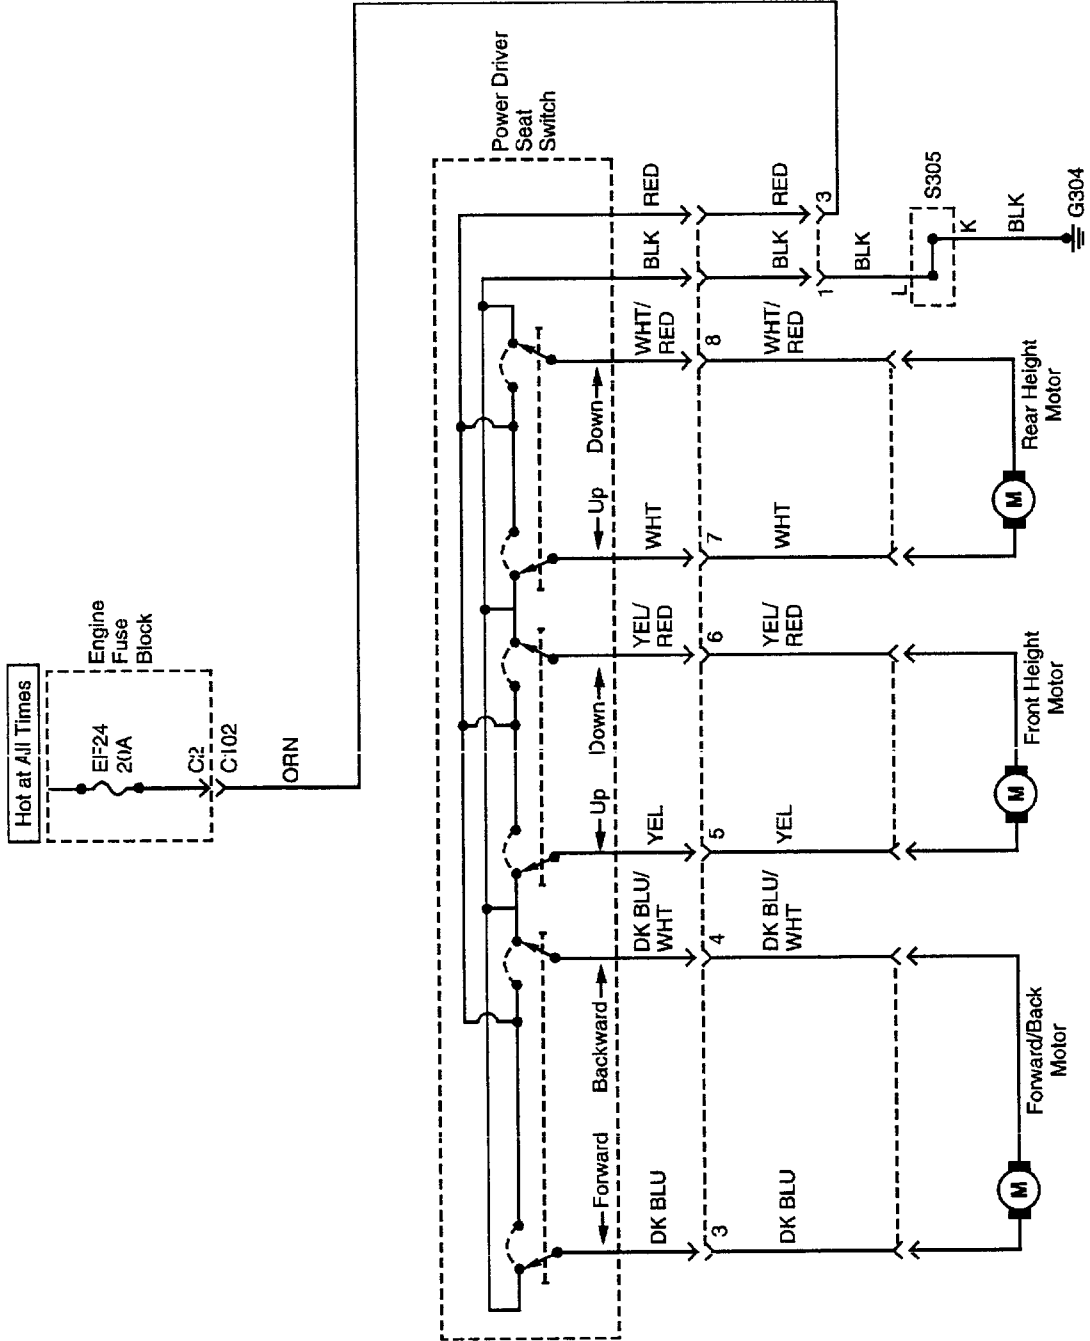 Hot at All Times
EF24
20A
Engine
Fuse
Block
C2
C102
ORN
Power Driver
Seat
Switch
Forward
Backward
Up
Down
Up
Down
DK BLU
DK BLU/
WHT
YEL
YEL/
RED
WHT
WHT/
RED
BLK
RED
3
4
5
6
7
8
DK BLU
DK BLU/
WHT
YEL
YEL/
RED
WHT
WHT/
RED
BLK
RED
1
3
BLK
L
S305
K
BLK
G304
M
M
M
Forward/Back
Motor
Front Height
Motor
Rear Height
Motor